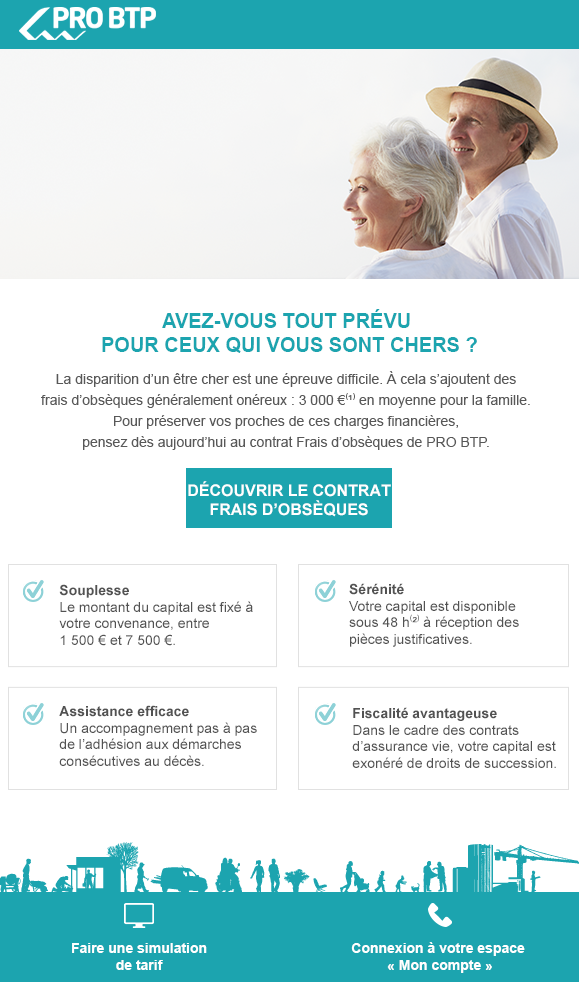 PRO BTP
AVEZ-VOUS TOUT PRÉVU
POUR CEUX QUI VOUS SONT CHERS ?
La disparition d'un être cher est une épreuve difficile. À cela s'ajoutent des
frais d'obsèques généralement onéreux : 3 000 €⁽¹⁾ en moyenne pour la famille.
Pour préserver vos proches de ces charges financières,
pensez dès aujourd'hui au contrat Frais d'obsèques de PRO BTP.
DÉCOUVRIR LE CONTRAT
FRAIS D'OBSÈQUES
Souplesse
Le montant du capital est fixé à
votre convenance, entre
1 500 € et 7 500 €.
Sérénité
Votre capital est disponible
sous 48 h⁽²⁾ à réception des
pièces justificatives.
Assistance efficace
Un accompagnement pas à pas
de l'adhésion aux démarches
consécutives au décès.
Fiscalité avantageuse
Dans le cadre des contrats
d'assurance vie, votre capital est
exonéré de droits de succession.
Faire une simulation
de tarif
Connexion à votre espace
« Mon compte »